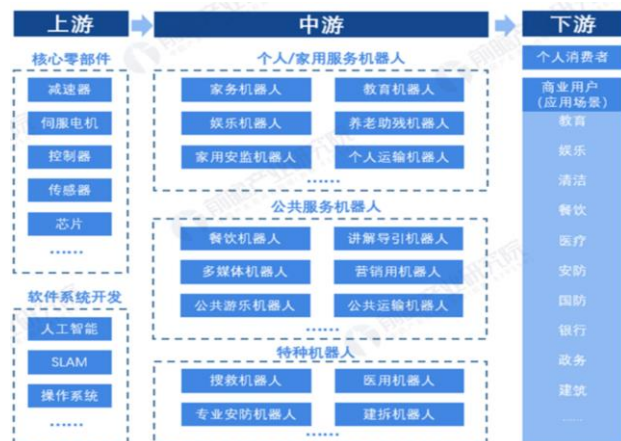 上游
中游
下游
核心零部件
减速器
伺服电机
控制器
传感器
芯片
……
软件系统开发
人工智能
SLAM
操作系统
……
个人/家用服务机器人
家务机器人
教育机器人
娱乐机器人
养老助残机器人
家用安监机器人
个人运输机器人
……
公共服务机器人
餐饮机器人
讲解导引机器人
多媒体机器人
营销用机器人
公共游乐机器人
公共运输机器人
……
特种机器人
搜救机器人
医用机器人
专业安防机器人
建拆机器人
……
个人消费者
商业用户
(应用场景)
教育
娱乐
清洁
餐饮
医疗
安防
国防
银行
政务
建筑
……
前瞻产业研究院